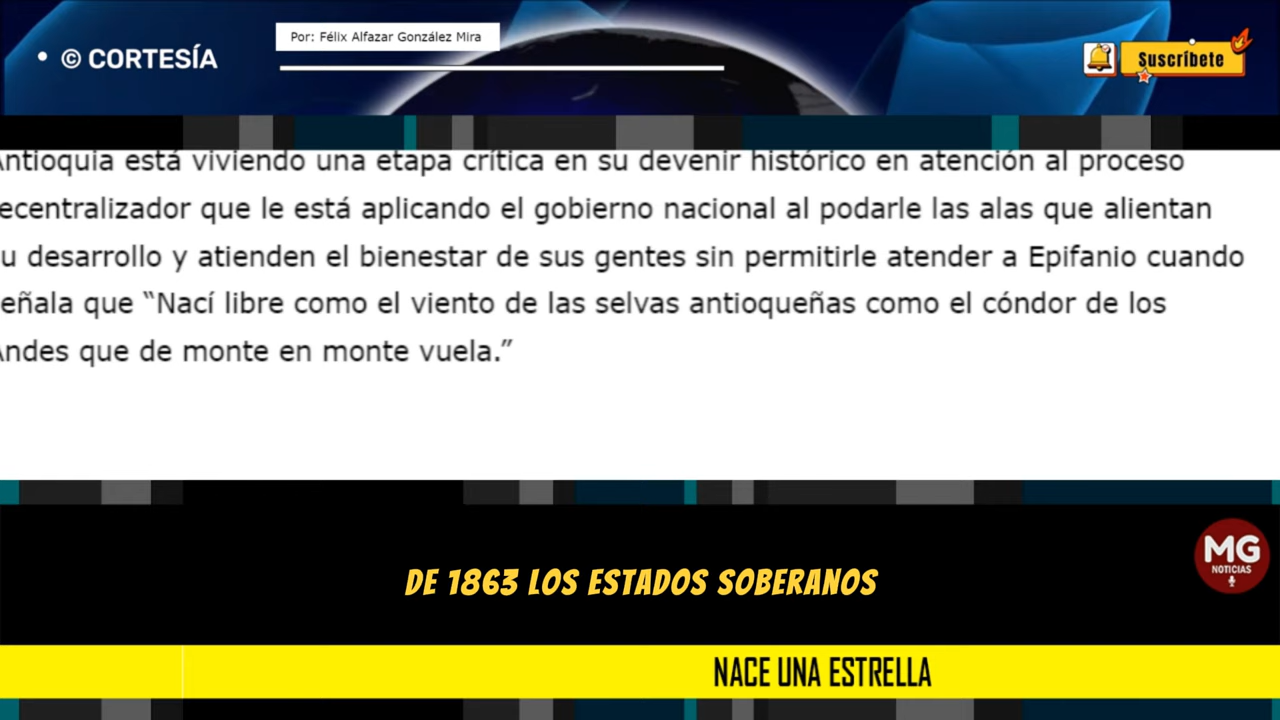 • © CORTESÍA
Por: Félix Alfazar González Mira
Suscríbete
Antioquia está viviendo una etapa crítica en su devenir histórico en atención al proceso
ecentralizador que le está aplicando el gobierno nacional al podarle las alas que alientan
u desarrollo y atienden el bienestar de sus gentes sin permitirle atender a Epifanio cuando
eñala que “Nací libre como el viento de las selvas antioqueñas como el cóndor de los
Andes que de monte en monte vuela.”
MG
NOTICIAS
DE 1863 LOS ESTADOS SOBERANOS
NACE UNA ESTRELLA